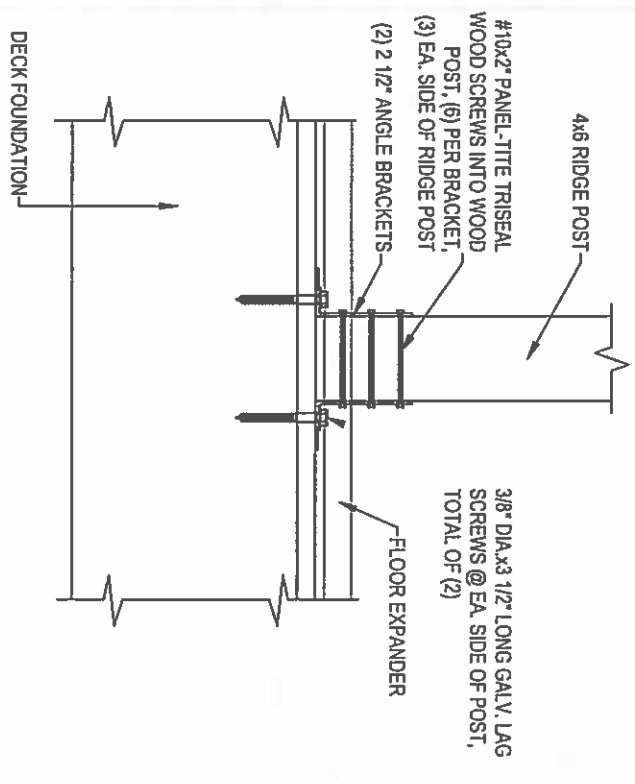 4x6 RIDGE POST
#10x2" PANEL-TITE TRISEAL
WOOD SCREWS INTO WOOD
POST, (6) PER BRACKET,
(3) EA. SIDE OF RIDGE POST
(2) 2 1/2" ANGLE BRACKETS
DECK FOUNDATION
3/8" DIA.x3 1/2" LONG GALV. LAG
SCREWS @ EA. SIDE OF POST,
TOTAL OF (2)
FLOOR EXPANDER